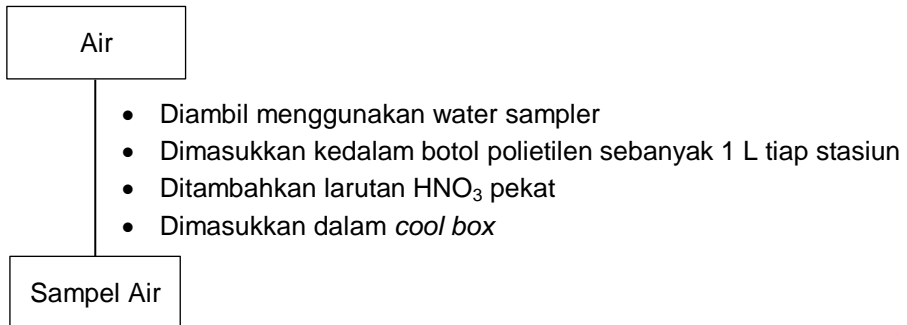 Air
• Diambil menggunakan water sampler
• Dimasukkan kedalam botol polietilen sebanyak 1 L tiap stasiun
• Ditambahkan larutan HNO₃ pekat
• Dimasukkan dalam cool box
Sampel Air